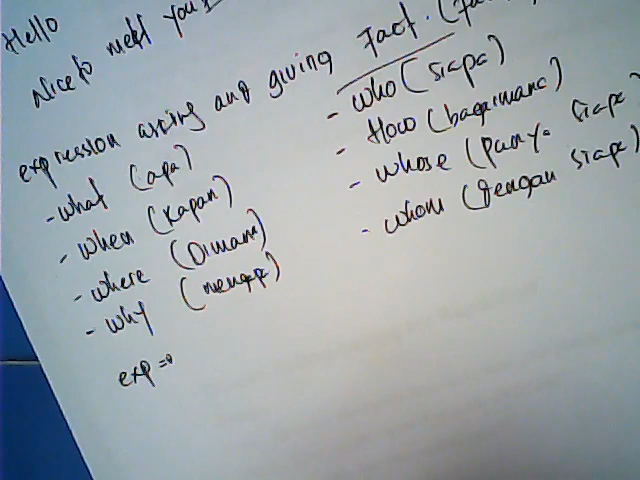 Hello
Nice to meet you
expression asking and giving Fact.
- what (apa)
- when (Kapan)
- where (Dimana)
- why (mengapa)
- who (siapa)
- How (bagaimana)
- whose (punya siapa
- whom (dengan siapa)
exp =